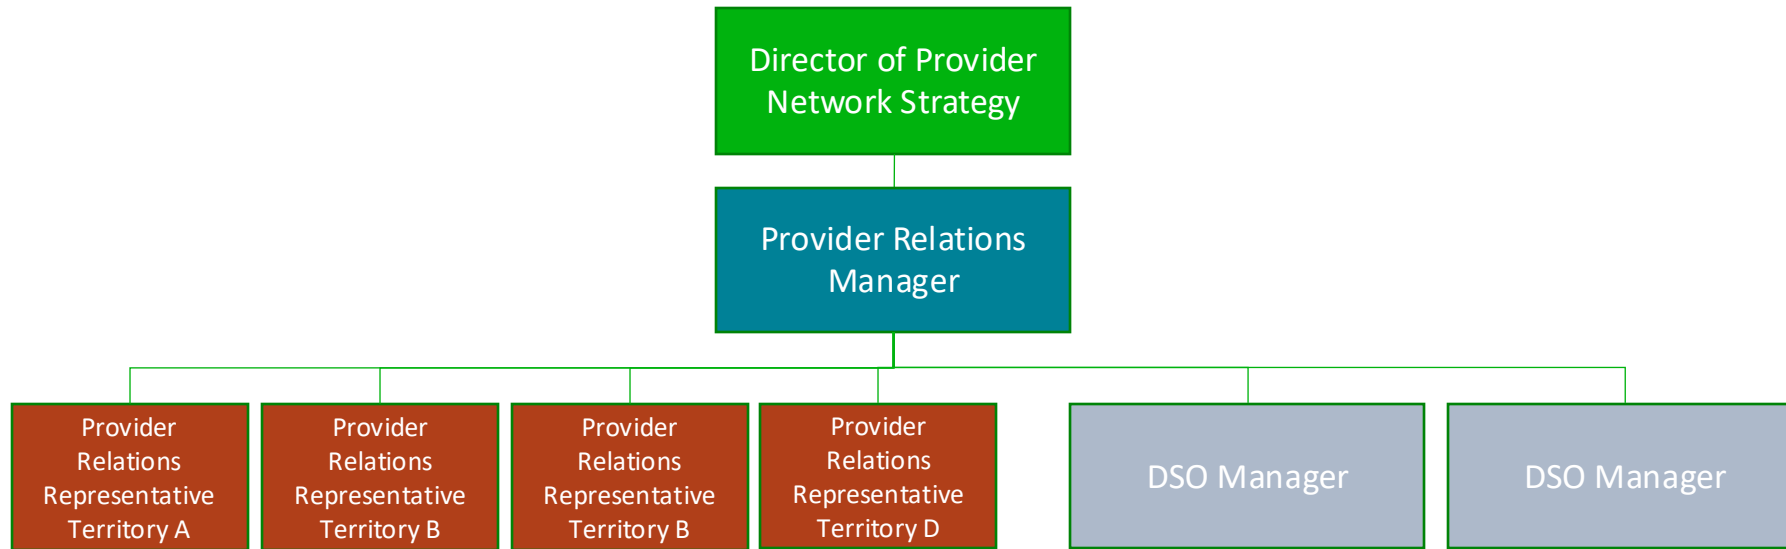 Director of Provider
Network Strategy
Provider Relations
Manager
Provider
Relations
Representative
Territory A
Provider
Relations
Representative
Territory B
Provider
Relations
Representative
Territory B
Provider
Relations
Representative
Territory D
DSO Manager
DSO Manager